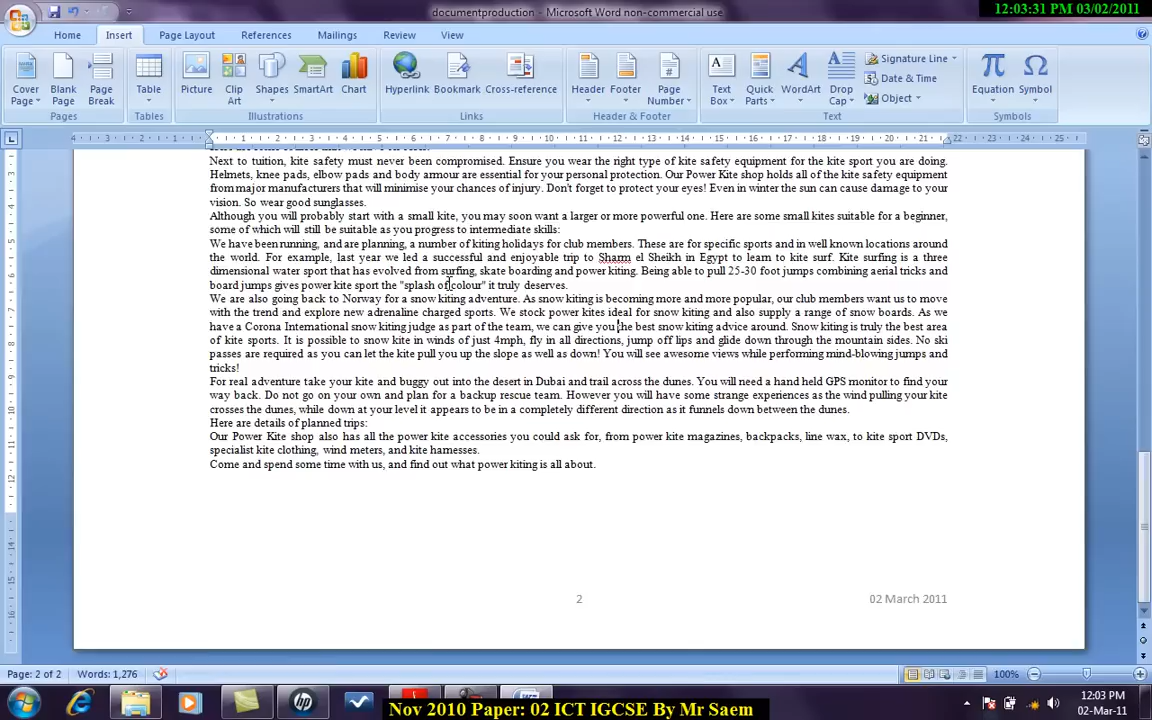 documentproduction - Microsoft Word non-commercial use
12:03:31 PM 03/02/2011
Home Insert Page Layout References Mailings Review View
Cover Page Blank Page Page Break Table Picture Clip Art Shapes SmartArt Chart Hyperlink Bookmark Cross-reference Header Footer Page Number Text Box Quick Parts WordArt Drop Cap Signature Line Date & Time Object Equation Symbol
Pages Tables Illustrations Links Header & Footer Text Symbols
4 3 2 1 1 2 3 4 5 6 7 8 9 10 11 12 13 14 15 16 17 18 19 20 21 22 23 24 25
Next to tuition, kite safety must never been compromised. Ensure you wear the right type of kite safety equipment for the kite sport you are doing.
Helmets, knee pads, elbow pads and body armour are essential for your personal protection. Our Power Kite shop holds all of the kite safety equipment
from major manufacturers that will minimise your chances of injury. Don't forget to protect your eyes! Even in winter the sun can cause damage to your
vision. So wear good sunglasses.
Although you will probably start with a small kite, you may soon want a larger or more powerful one. Here are some small kites suitable for a beginner,
some of which will still be suitable as you progress to intermediate skills:
We have been running, and are planning, a number of kiting holidays for club members. These are for specific sports and in well known locations around
the world. For example, last year we led a successful and enjoyable trip to Sharm el Sheikh in Egypt to learn to kite surf. Kite surfing is a three
dimensional water sport that has evolved from surfing, skate boarding and power kiting. Being able to pull 25-30 foot jumps combining aerial tricks and
board jumps gives power kite sport the "splash of colour" it truly deserves.
We are also going back to Norway for a snow kiting adventure. As snow kiting is becoming more and more popular, our club members want us to move
with the trend and explore new adrenaline charged sports. We stock power kites ideal for snow kiting and also supply a range of snow boards. As we
have a Corona International snow kiting judge as part of the team, we can give you the best snow kiting advice around. Snow kiting is truly the best area
of kite sports. It is possible to snow kite in winds of just 4mph, fly in all directions, jump off lips and glide down through the mountain sides. No ski
passes are required as you can let the kite pull you up the slope as well as down! You will see awesome views while performing mind-blowing jumps and
tricks!
For real adventure take your kite and buggy out into the desert in Dubai and trail across the dunes. You will need a hand held GPS monitor to find your
way back. Do not go on your own and plan for a backup rescue team. However you will have some strange experiences as the wind pulling your kite
crosses the dunes, while down at your level it appears to be in a completely different direction as it funnels down between the dunes.
Here are details of planned trips:
Our Power Kite shop also has all the power kite accessories you could ask for, from power kite magazines, backpacks, line wax, to kite sport DVDs,
specialist kite clothing, wind meters, and kite harnesses.
Come and spend some time with us, and find out what power kiting is all about.
2 02 March 2011
Page: 2 of 2 Words: 1,276 100%
Nov 2010 Paper: 02 ICT IGCSE By Mr Saem
12:03 PM
02-Mar-11